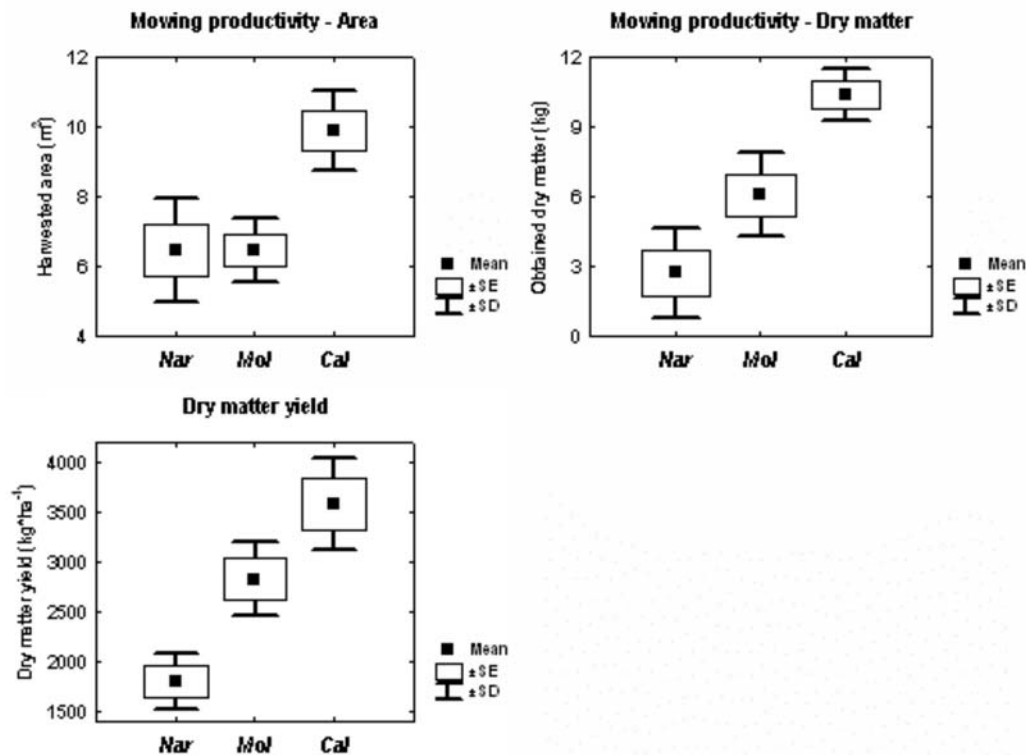 Mowing productivity - Area
12
10
8
6
4
Harwested area (m²)
Nar Mol Cal
Mean
±SE
±SD
Mowing productivity - Dry matter
12
9
6
3
0
Obtained dry matter (kg)
Nar Mol Cal
Mean
±SE
±SD
Dry matter yield
4000
3500
3000
2500
2000
1500
Dry matter yield (kg*ha⁻¹)
Nar Mol Cal
Mean
±SE
±SD